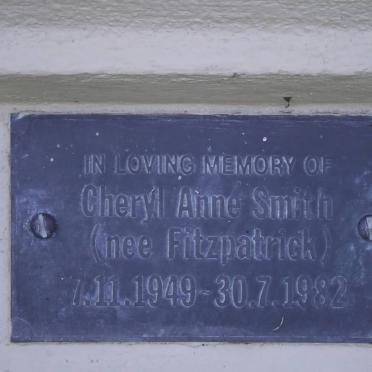 IN LOVING MEMORY OF
Cheryl Anne Smith
(nee Fitzpatrick)
7.11.1949-30.7.1982